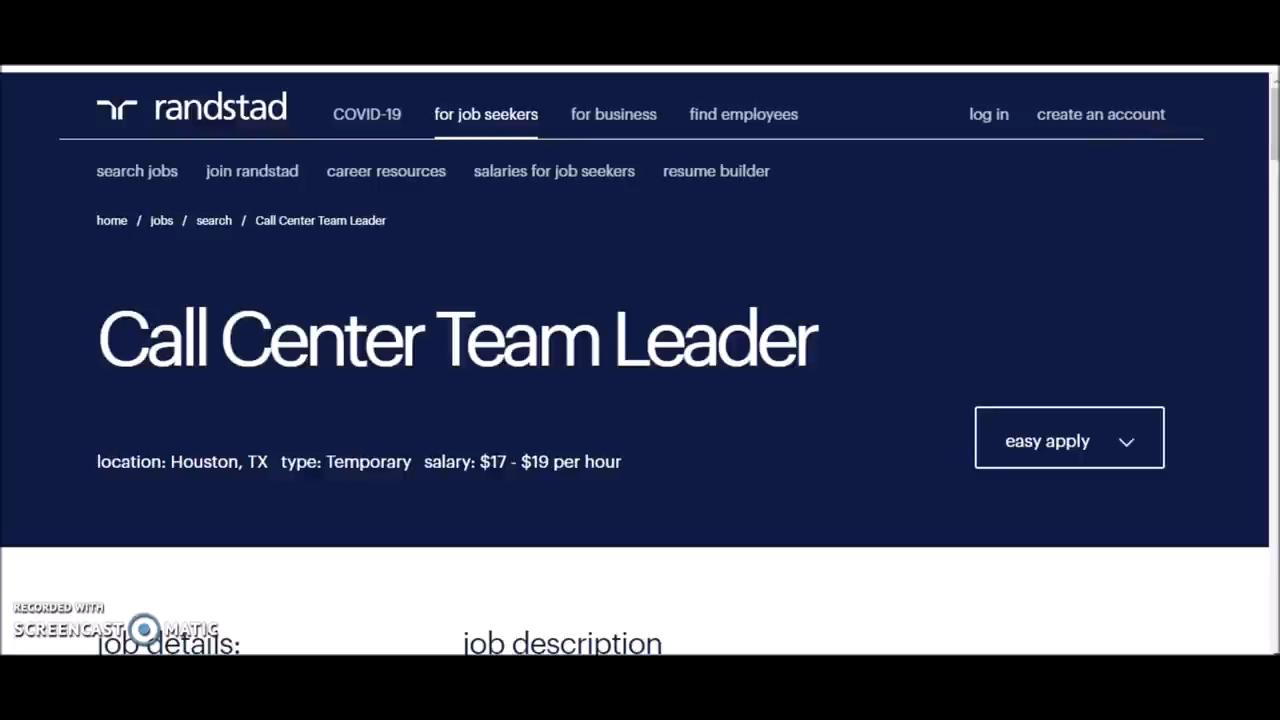 randstad COVID-19 for job seekers for business find employees log in create an account
search jobs join randstad career resources salaries for job seekers resume builder
home / jobs / search / Call Center Team Leader
Call Center Team Leader
easy apply
location: Houston, TX type: Temporary salary: $17 - $19 per hour
RECORDED WITH
SCREENCAST MATIC
job details: job description